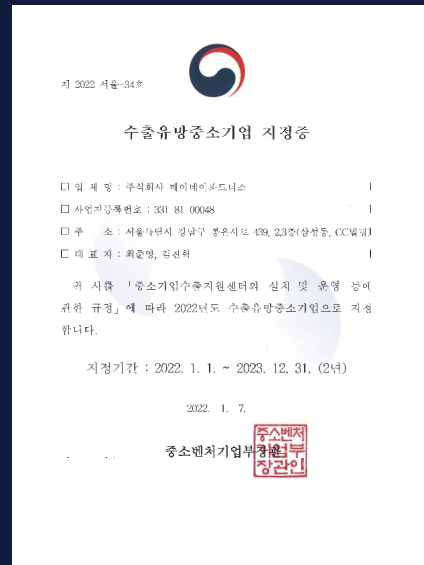 제 2022 서울-34호
수출유망중소기업 지정증
□ 업 체 명 : 주식회사 메이데이파트너스
□ 사업자등록번호 : 331 81 00048
□ 주 소 : 서울특별시 강남구 봉은사로 439, 2,3층(삼성동, CC빌딩)
□ 대 표 자 : 최준영, 김진혁
귀 사를 「중소기업수출지원센터의 설치 및 운영 등에
관한 규정」에 따라 2022년도 수출유망중소기업으로 지정
합니다.
지정기간 : 2022. 1. 1. ~ 2023. 12. 31. (2년)
2022. 1. 7.
중소벤처기업부장관
중소벤처
기업부
장관인